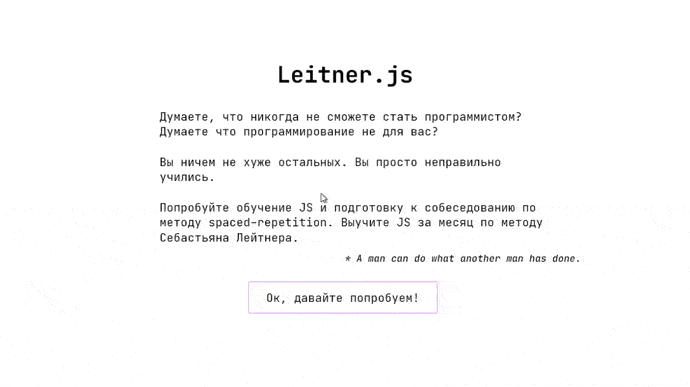 Leitner.js
Думаете, что никогда не сможете стать программистом?
Думаете что программирование не для вас?
Вы ничем не хуже остальных. Вы просто неправильно
учились.
Попробуйте обучение JS и подготовку к собеседованию по
методу spaced-repetition. Выучите JS за месяц по методу
Себастьяна Лейтнера.
* A man can do what another man has done.
Ок, давайте попробуем!